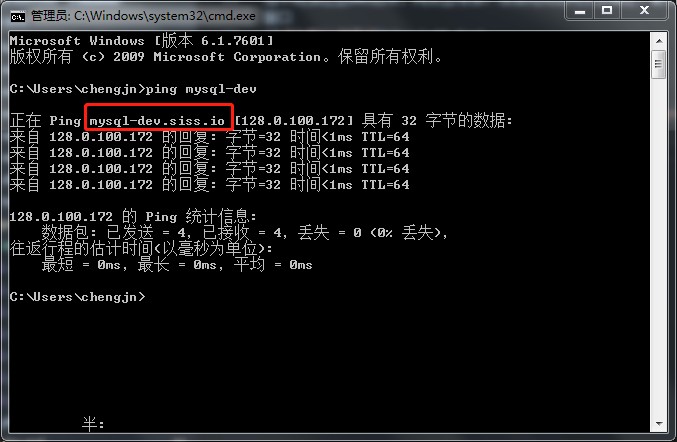 管理员: C:\Windows\system32\cmd.exe
Microsoft Windows [版本 6.1.7601]
版权所有 (c) 2009 Microsoft Corporation。保留所有权利。
C:\Users\chengjn>ping mysql-dev
正在 Ping mysql-dev.siss.io [128.0.100.172] 具有 32 字节的数据:
来自 128.0.100.172 的回复: 字节=32 时间<1ms TTL=64
来自 128.0.100.172 的回复: 字节=32 时间<1ms TTL=64
来自 128.0.100.172 的回复: 字节=32 时间<1ms TTL=64
来自 128.0.100.172 的回复: 字节=32 时间<1ms TTL=64
128.0.100.172 的 Ping 统计信息:
数据包: 已发送 = 4，已接收 = 4，丢失 = 0 (0% 丢失)，
往返行程的估计时间(以毫秒为单位):
最短 = 0ms，最长 = 0ms，平均 = 0ms
C:\Users\chengjn>
半: